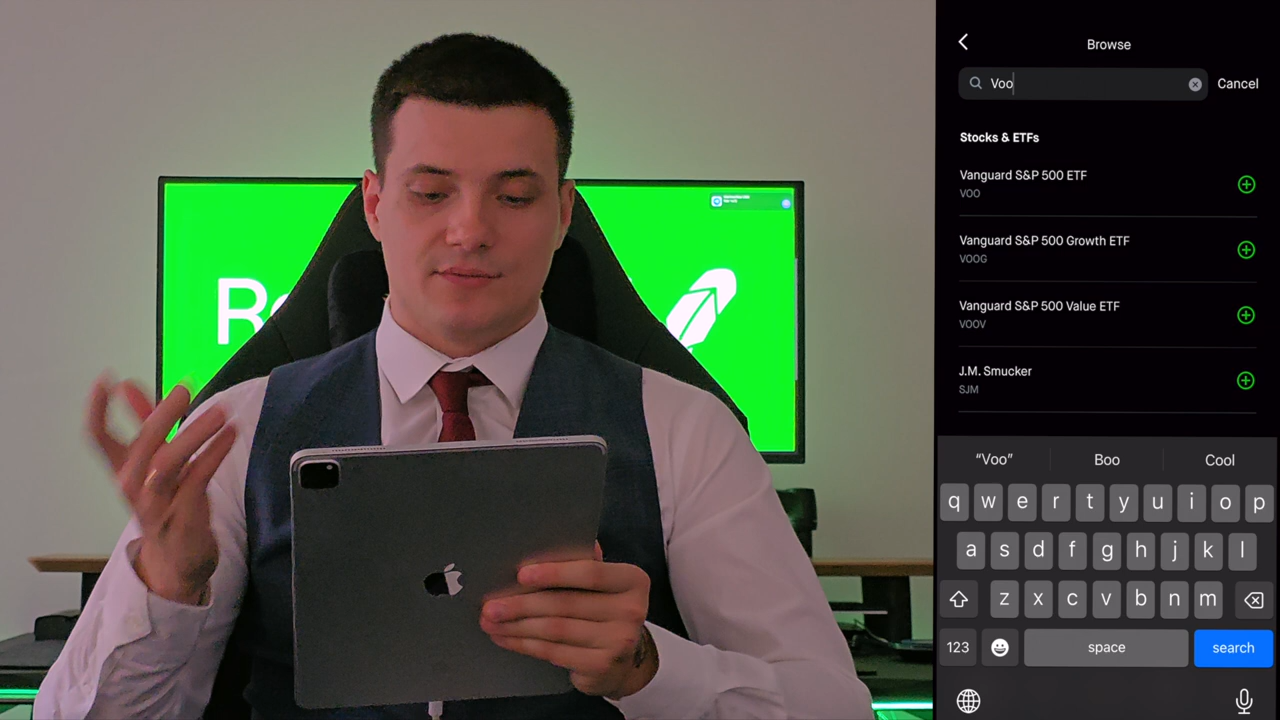 R
Browse
Voo
Cancel
Stocks & ETFs
Vanguard S&P 500 ETF
VOO
Vanguard S&P 500 Growth ETF
VOOG
Vanguard S&P 500 Value ETF
VOOV
J.M. Smucker
SJM
“Voo” Boo Cool
q w e r t y u i o p
a s d f g h j k l
z x c v b n m
123 space search